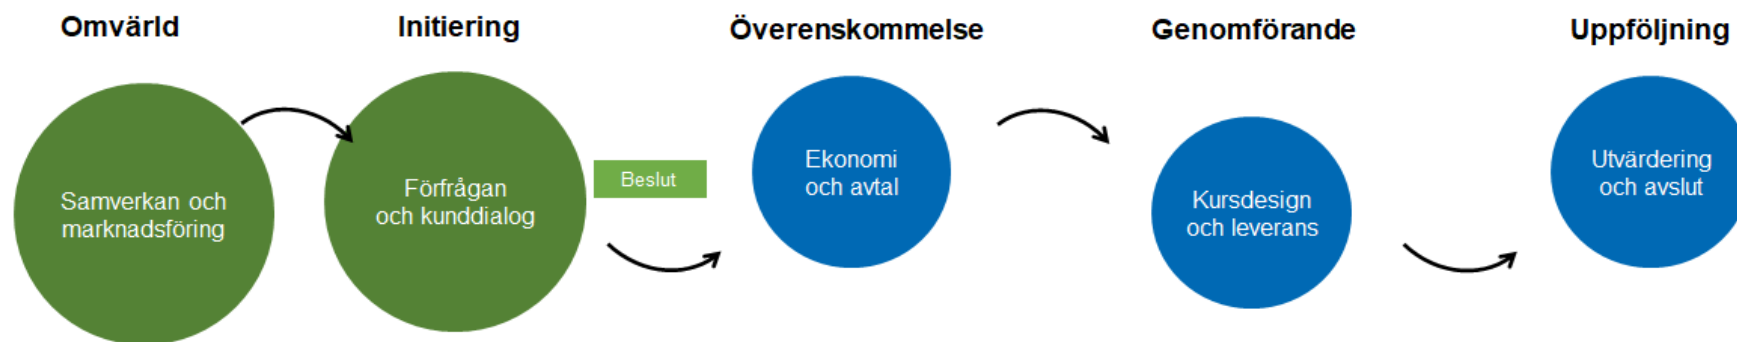 Omvärld
Initiering
Överenskommelse
Genomförande
Uppföljning
Samverkan och
marknadsföring
Förfrågan
och kunddialog
Beslut
Ekonomi
och avtal
Kursdesign
och leverans
Utvärdering
och avslut